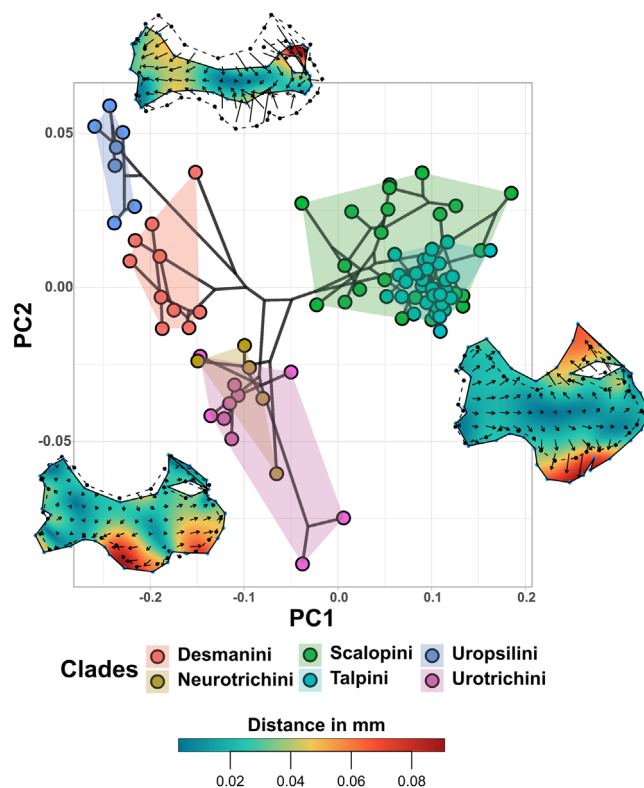 0.05
0.00
-0.05
PC2
-0.2
-0.1
0.0
0.1
0.2
PC1
Clades
Desmanini
Scalopini
Uropsilini
Neurotrichini
Talpini
Urotrichini
Distance in mm
0.02
0.04
0.06
0.08